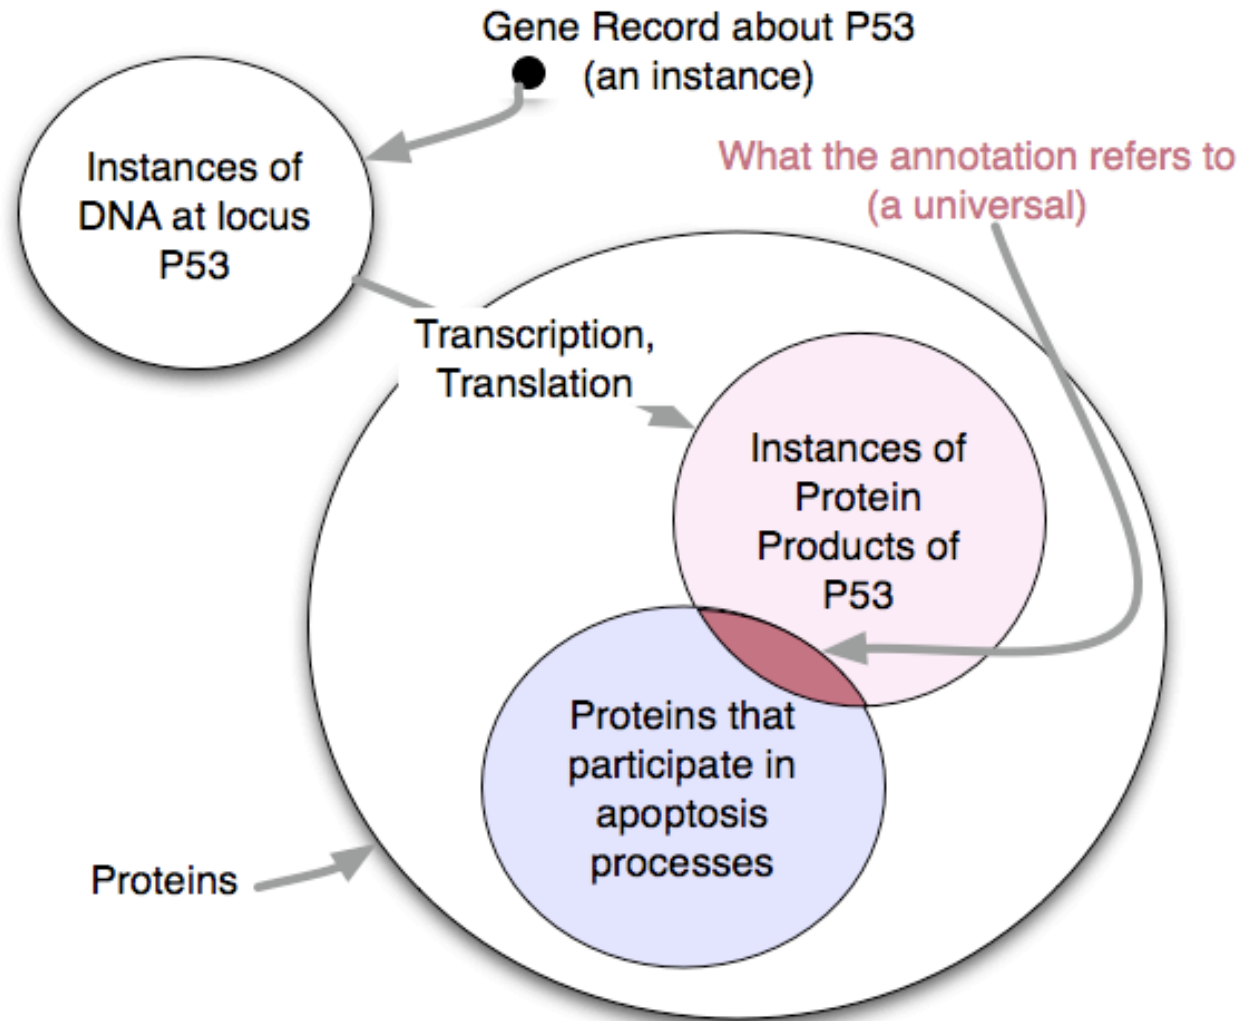 Gene Record about P53
(an instance)
Instances of
DNA at locus
P53
What the annotation refers to
(a universal)
Transcription,
Translation
Instances of
Protein
Products of
P53
Proteins that
participate in
apoptosis
processes
Proteins